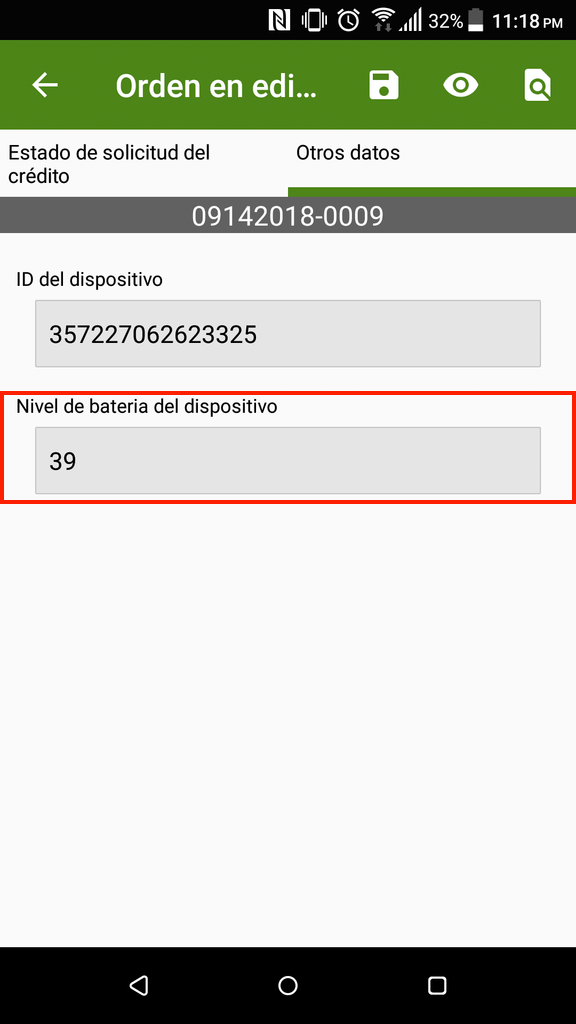 32% 11:18 PM
Orden en edi...
Estado de solicitud del
crédito
Otros datos
09142018-0009
ID del dispositivo
357227062623325
Nivel de bateria del dispositivo
39